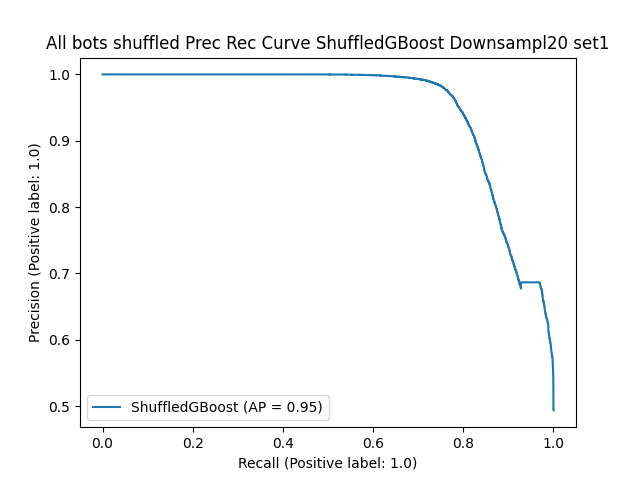 All bots shuffled Prec Rec Curve ShuffledGBoost Downsampl20 set1
1.0
0.9
0.8
0.7
0.6
0.5
Precision (Positive label: 1.0)
ShuffledGBoost (AP = 0.95)
0.0 0.2 0.4 0.6 0.8 1.0
Recall (Positive label: 1.0)